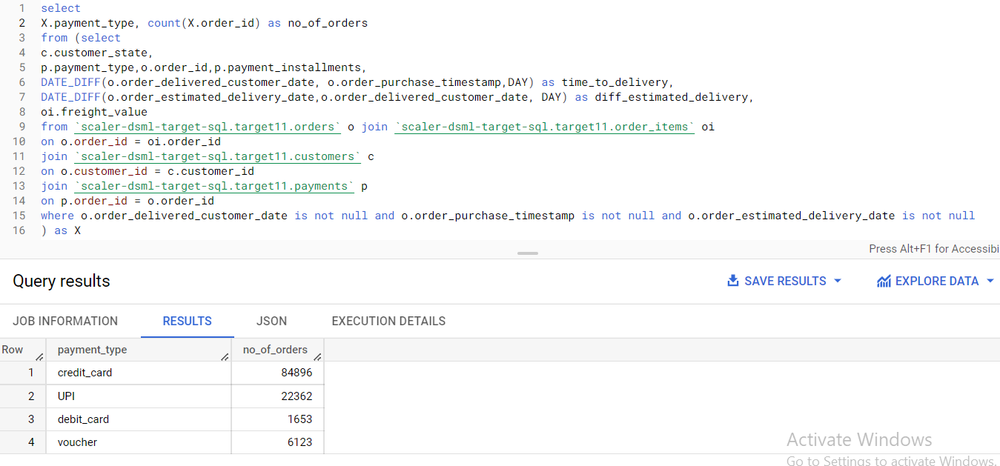 1 select
2 X.payment_type, count(X.order_id) as no_of_orders
3 from (select
4 c.customer_state,
5 p.payment_type,o.order_id,p.payment_installments,
6 DATE_DIFF(o.order_delivered_customer_date, o.order_purchase_timestamp,DAY) as time_to_delivery,
7 DATE_DIFF(o.order_estimated_delivery_date,o.order_delivered_customer_date, DAY) as diff_estimated_delivery,
8 oi.freight_value
9 from `scaler-dsml-target-sql.target11.orders` o join `scaler-dsml-target-sql.target11.order_items` oi
10 on o.order_id = oi.order_id
11 join `scaler-dsml-target-sql.target11.customers` c
12 on o.customer_id = c.customer_id
13 join `scaler-dsml-target-sql.target11.payments` p
14 on p.order_id = o.order_id
15 where o.order_delivered_customer_date is not null and o.order_purchase_timestamp is not null and o.order_estimated_delivery_date is not null
16 ) as X
Press Alt+F1 for Accessibi
Query results SAVE RESULTS EXPLORE DATA
JOB INFORMATION RESULTS JSON EXECUTION DETAILS
Row payment_type no_of_orders
1 credit_card 84896
2 UPI 22362
3 debit_card 1653
4 voucher 6123
Activate Windows
Go to Settings to activate Windows.